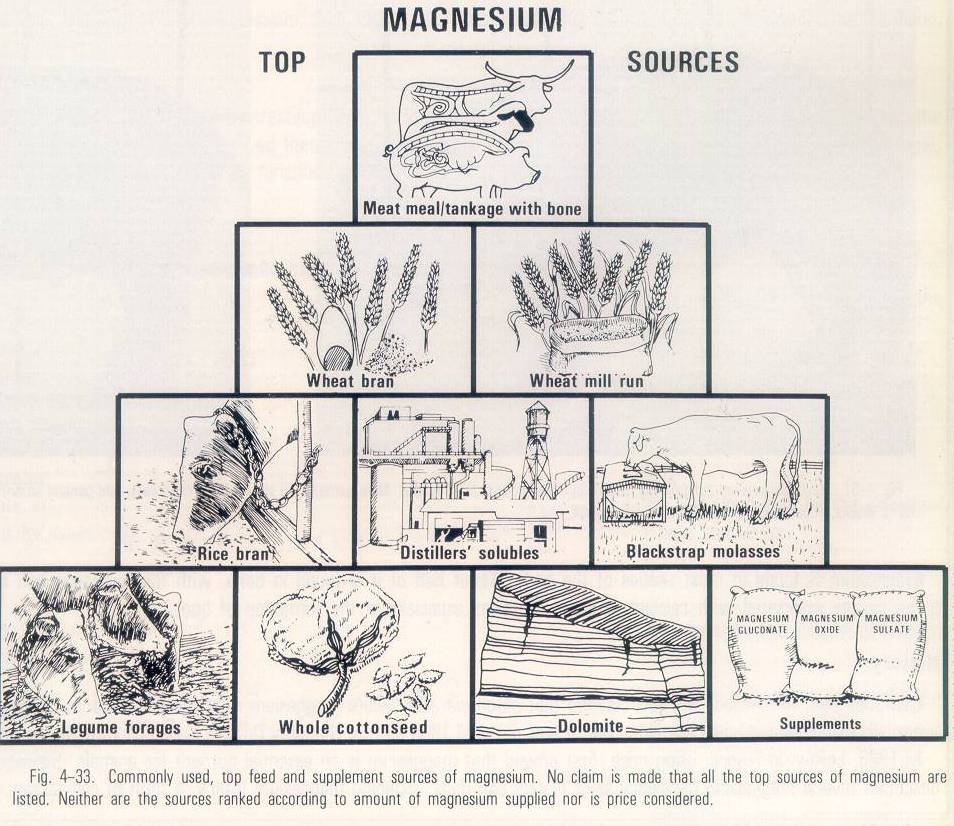 MAGNESIUM
TOP SOURCES
Meat meal/tankage with bone
Wheat bran
Wheat mill run
Rice bran
Distillers' solubles
Blackstrap molasses
MAGNESIUM GLUCONATE
MAGNESIUM OXIDE
MAGNESIUM SULFATE
Legume forages
Whole cottonseed
Dolomite
Supplements
Fig. 4–33. Commonly used, top feed and supplement sources of magnesium. No claim is made that all the top sources of magnesium are
listed. Neither are the sources ranked according to amount of magnesium supplied nor is price considered.